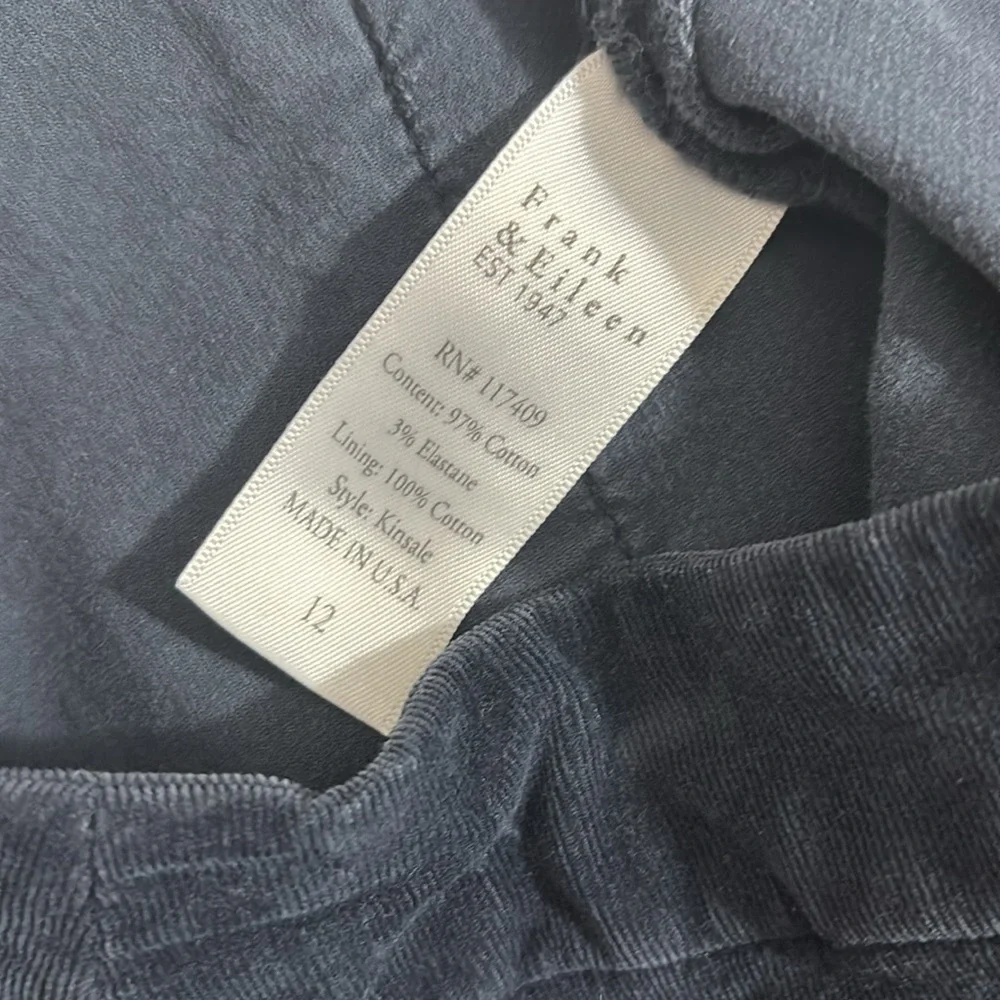 Frank
& Eileen
EST 1947
RN# 117409
Content: 97% Cotton
3% Elastane
Lining: 100% Cotton
Style: Kinsale
MADE IN U.S.A.
12